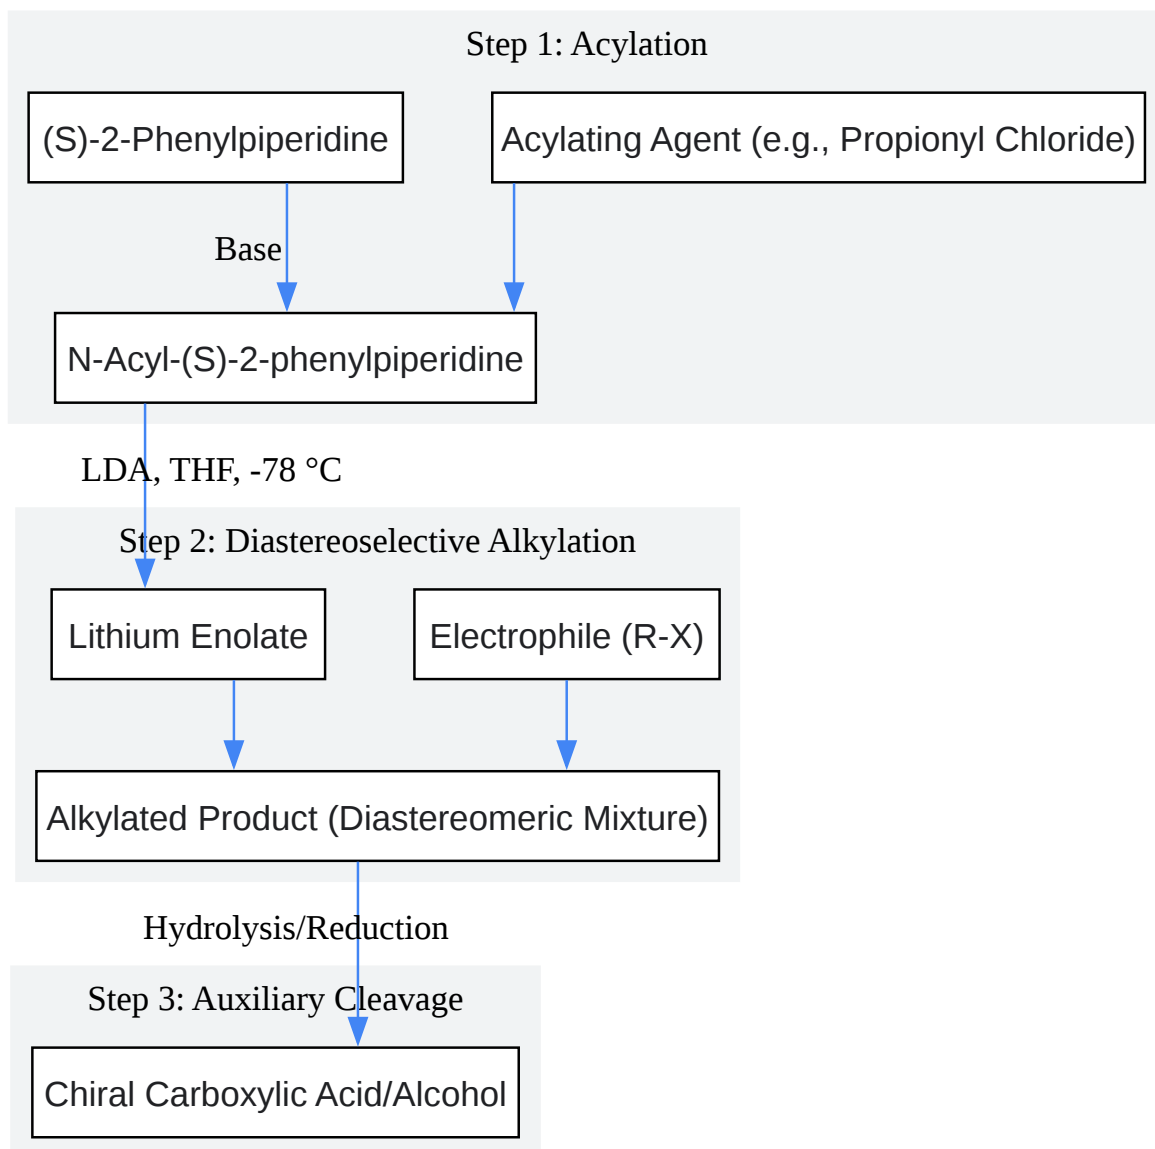 Step 1: Acylation
(S)-2-Phenylpiperidine
Acylating Agent (e.g., Propionyl Chloride)
Base
N-Acyl-(S)-2-phenylpiperidine
LDA, THF, -78 °C
Step 2: Diastereoselective Alkylation
Lithium Enolate
Electrophile (R-X)
Alkylated Product (Diastereomeric Mixture)
Hydrolysis/Reduction
Step 3: Auxiliary Cleavage
Chiral Carboxylic Acid/Alcohol